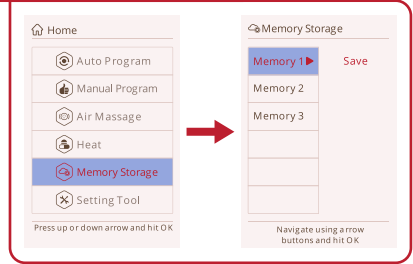 Home
Auto Program
Manual Program
Air Massage
Heat
Memory Storage
Setting Tool
Press up or down arrow and hit OK
Memory Storage
Memory 1 Save
Memory 2
Memory 3
Navigate using arrow
buttons and hit OK